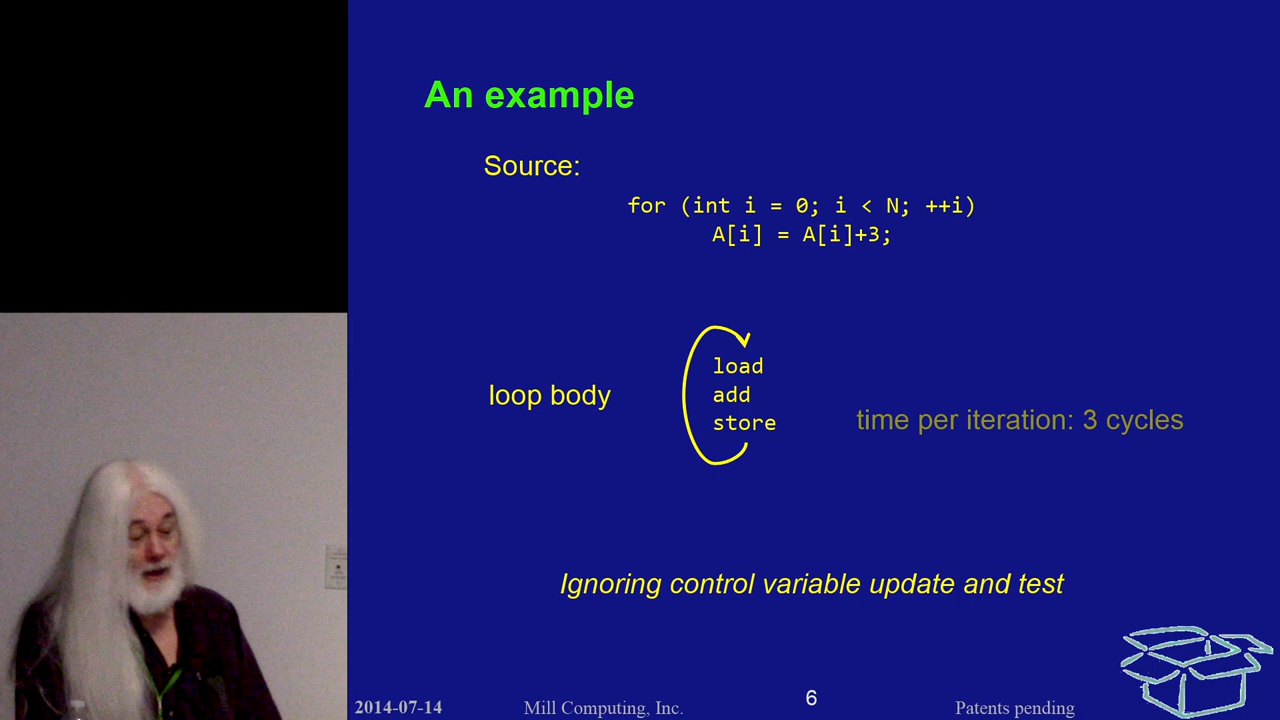 An example
Source:
for (int i = 0; i < N; ++i)
A[i] = A[i]+3;
loop body
load
add
store
time per iteration: 3 cycles
Ignoring control variable update and test
2014-07-14
Mill Computing, Inc.
6
Patents pending